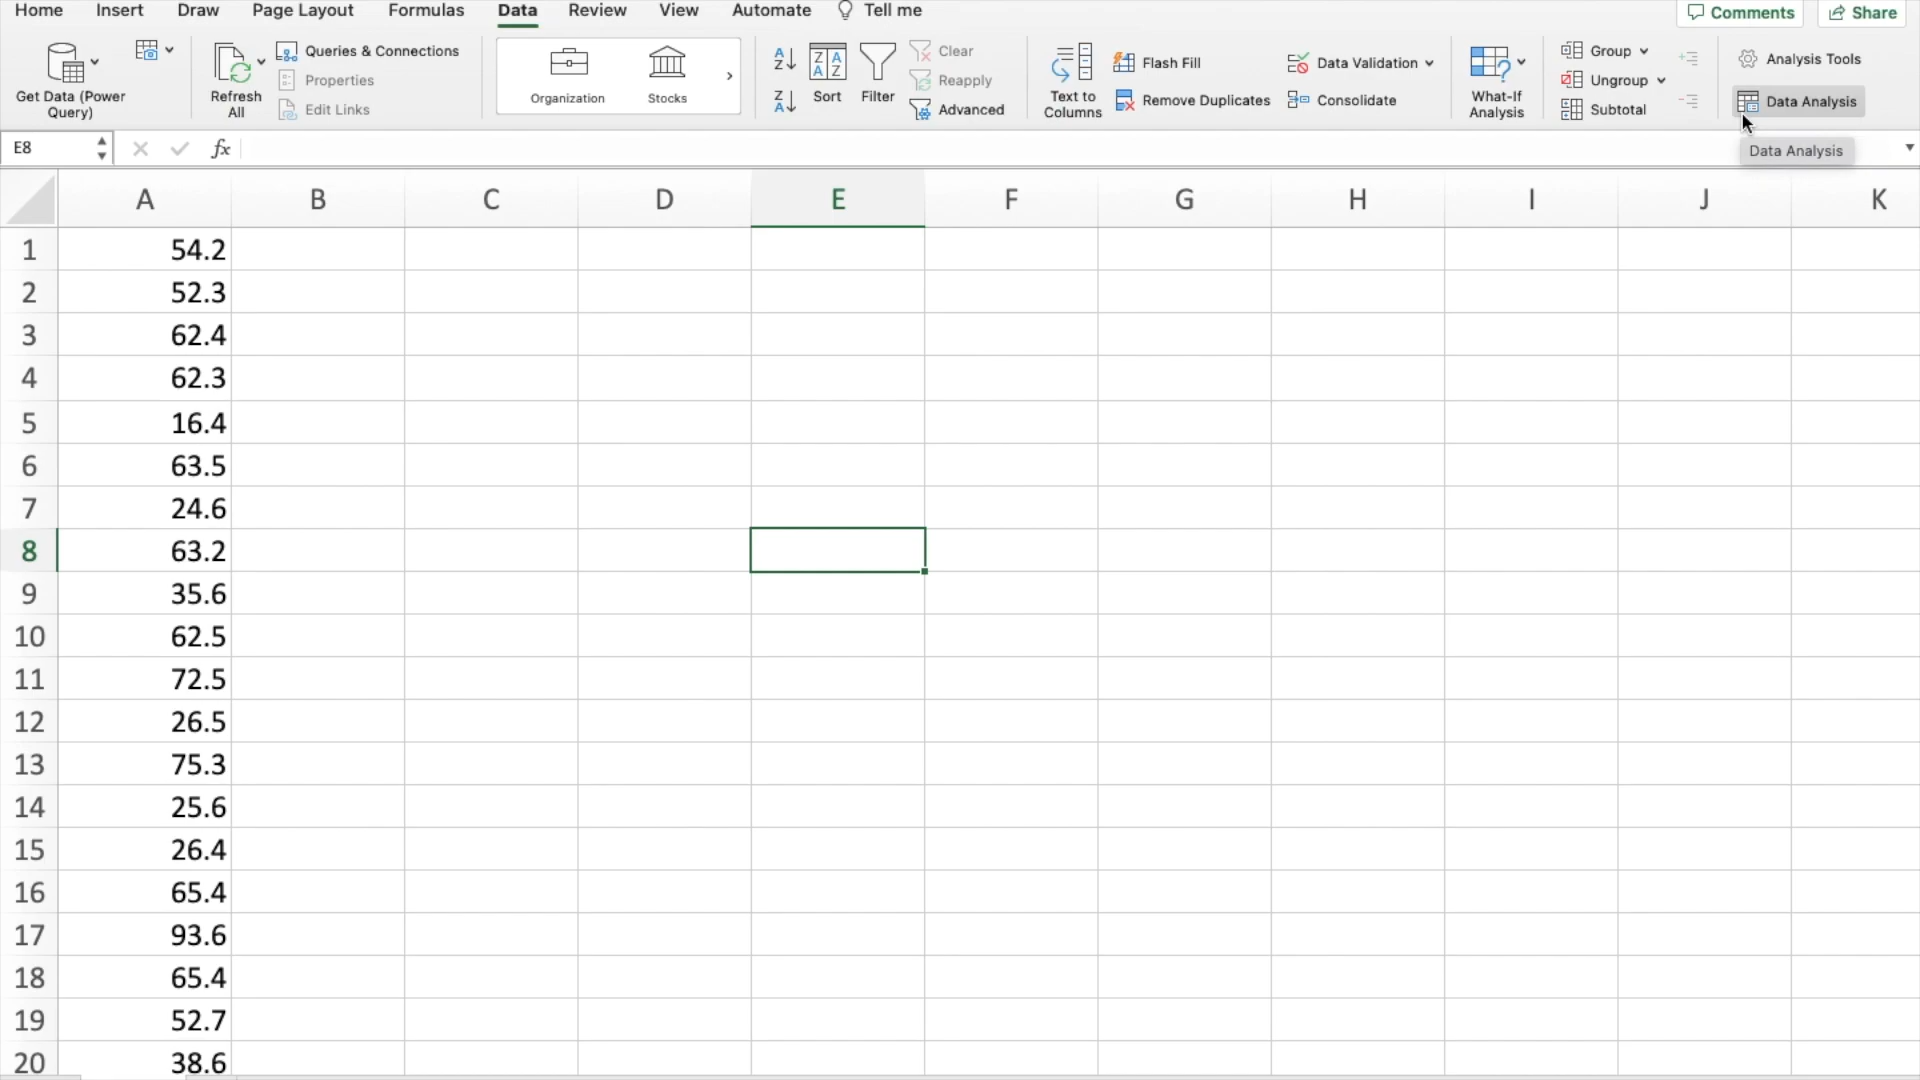 Home Insert Draw Page Layout Formulas Data Review View Automate Tell me Comments Share
Get Data (Power Query)
Refresh All
Queries & Connections
Properties
Edit Links
Organization
Stocks
Sort
Filter
Clear
Reapply
Advanced
Text to Columns
Flash Fill
Remove Duplicates
Data Validation
Consolidate
What-If Analysis
Group
Ungroup
Subtotal
Analysis Tools
Data Analysis
E8 fx
Data Analysis
A B C D E F G H I J K
1 54.2
2 52.3
3 62.4
4 62.3
5 16.4
6 63.5
7 24.6
8 63.2
9 35.6
10 62.5
11 72.5
12 26.5
13 75.3
14 25.6
15 26.4
16 65.4
17 93.6
18 65.4
19 52.7
20 38.6